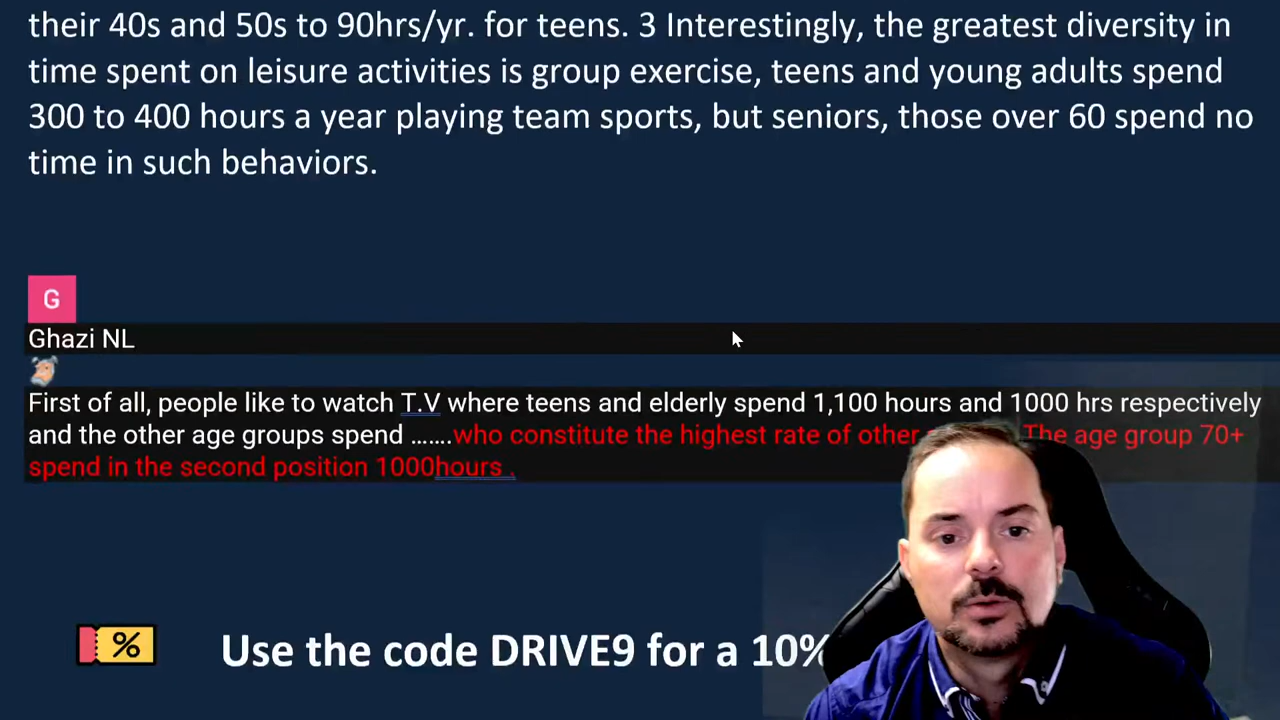 their 40s and 50s to 90hrs/yr. for teens. 3 Interestingly, the greatest diversity in
time spent on leisure activities is group exercise, teens and young adults spend
300 to 400 hours a year playing team sports, but seniors, those over 60 spend no
time in such behaviors.
G
Ghazi NL
First of all, people like to watch T.V where teens and elderly spend 1,100 hours and 1000 hrs respectively
and the other age groups spend .......who constitute the highest rate of other The age group 70+
spend in the second position 1000hours .
%
Use the code DRIVE9 for a 10%